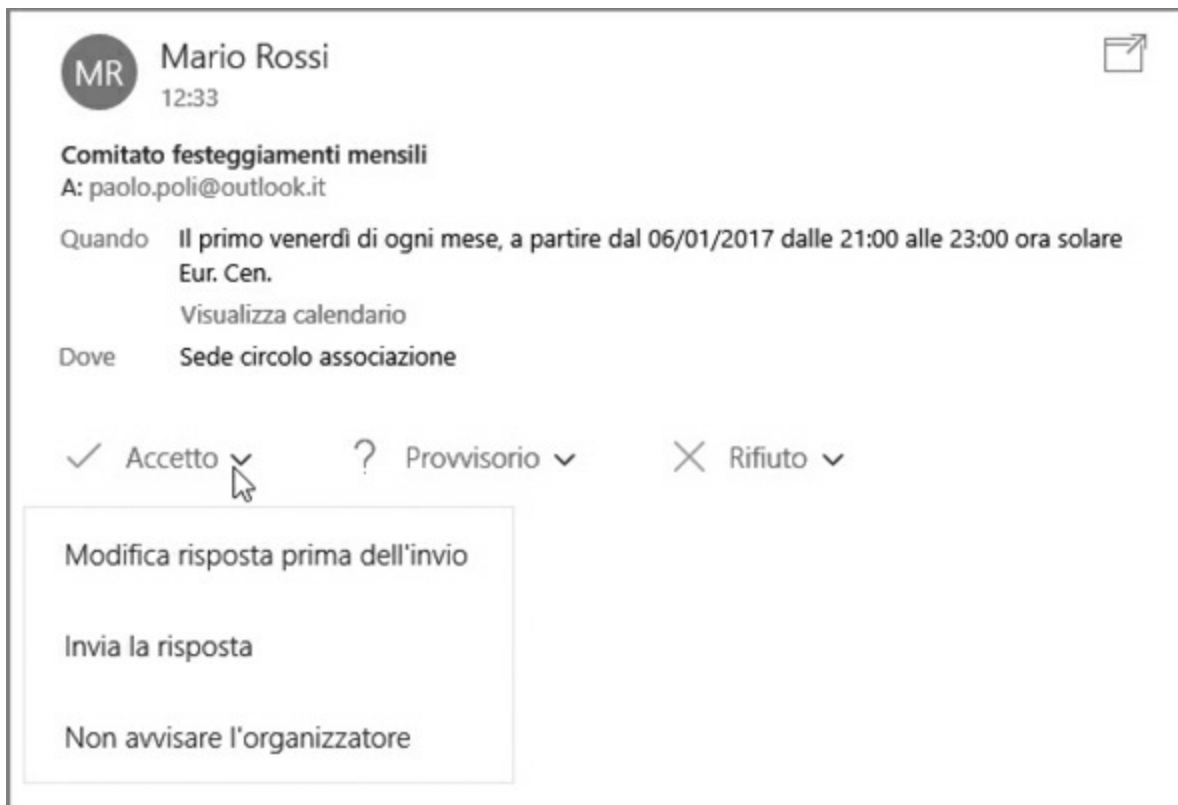 MR
Mario Rossi
12:33
Comitato festeggiamenti mensili
A: paolo.poli@outlook.it
Quando Il primo venerdì di ogni mese, a partire dal 06/01/2017 dalle 21:00 alle 23:00 ora solare
Eur. Cen.
Visualizza calendario
Dove Sede circolo associazione
Accetto ? Provvisorio Rifiuto
Modifica risposta prima dell'invio
Invia la risposta
Non avvisare l'organizzatore